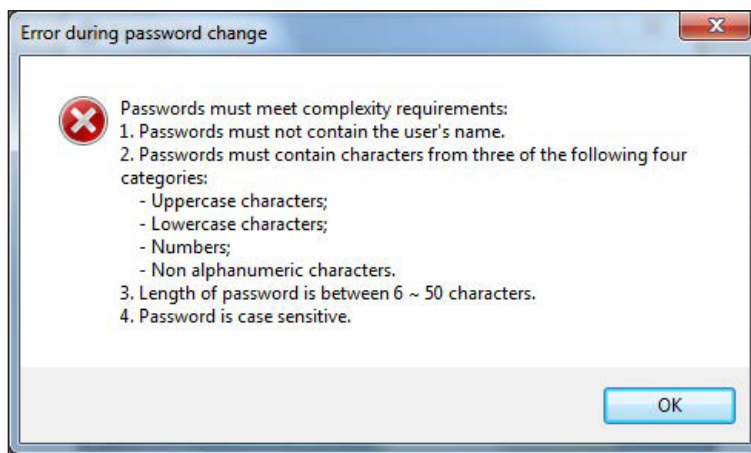 Error during password change
Passwords must meet complexity requirements:
1. Passwords must not contain the user's name.
2. Passwords must contain characters from three of the following four
categories:
- Uppercase characters;
- Lowercase characters;
- Numbers;
- Non alphanumeric characters.
3. Length of password is between 6 ~ 50 characters.
4. Password is case sensitive.
OK